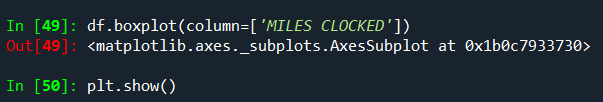 In [49]: df.boxplot(column=['MILES CLOCKED'])
Out[49]: <matplotlib.axes._subplots.AxesSubplot at 0x1b0c7933730>
In [50]: plt.show()